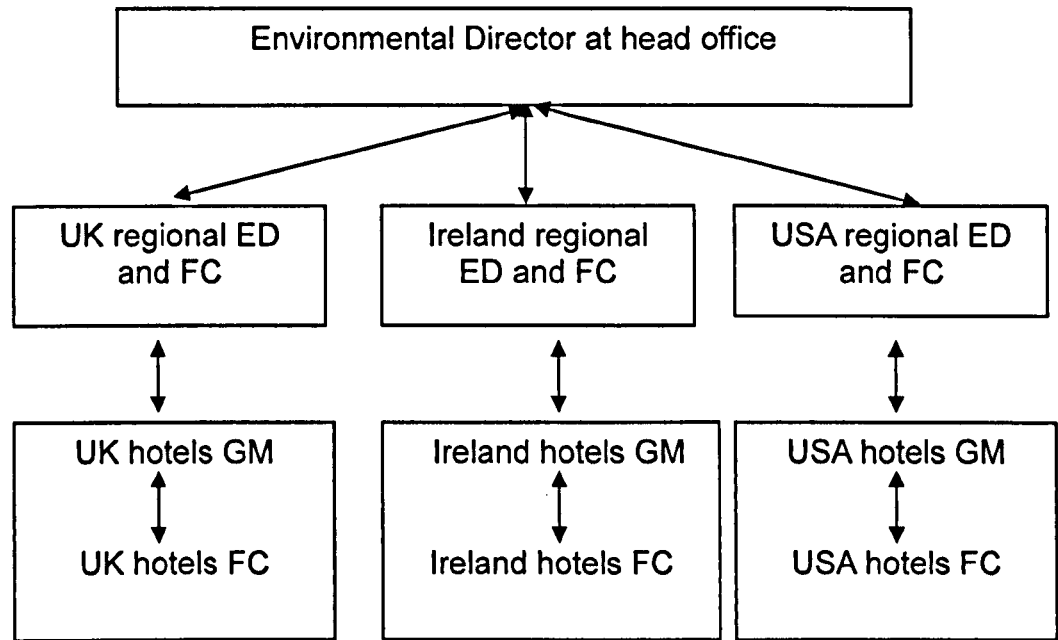 Environmental Director at head office
UK regional ED
and FC
Ireland regional
ED and FC
USA regional ED
and FC
UK hotels GM
UK hotels FC
Ireland hotels GM
Ireland hotels FC
USA hotels GM
USA hotels FC